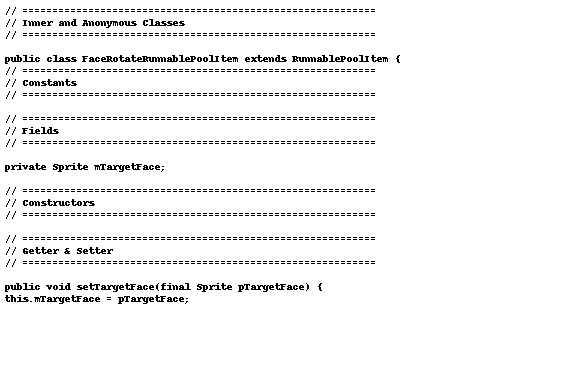 // ===========================================================
// Inner and Anonymous Classes
// ===========================================================
public class FaceRotateRunnablePoolItem extends RunnablePoolItem {
// ===========================================================
// Constants
// ===========================================================
// ===========================================================
// Fields
// ===========================================================
private Sprite mTargetFace;
// ===========================================================
// Constructors
// ===========================================================
// ===========================================================
// Getter & Setter
// ===========================================================
public void setTargetFace(final Sprite pTargetFace) {
this.mTargetFace = pTargetFace;